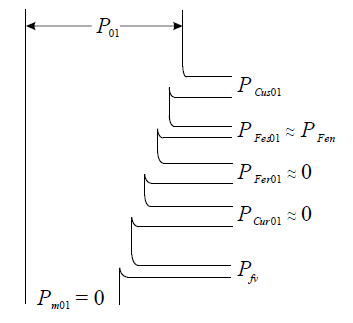 P01
PCus01
PFes01 ≈ PFen
PFer01 ≈ 0
PCur01 ≈ 0
Pfv
Pm01 = 0